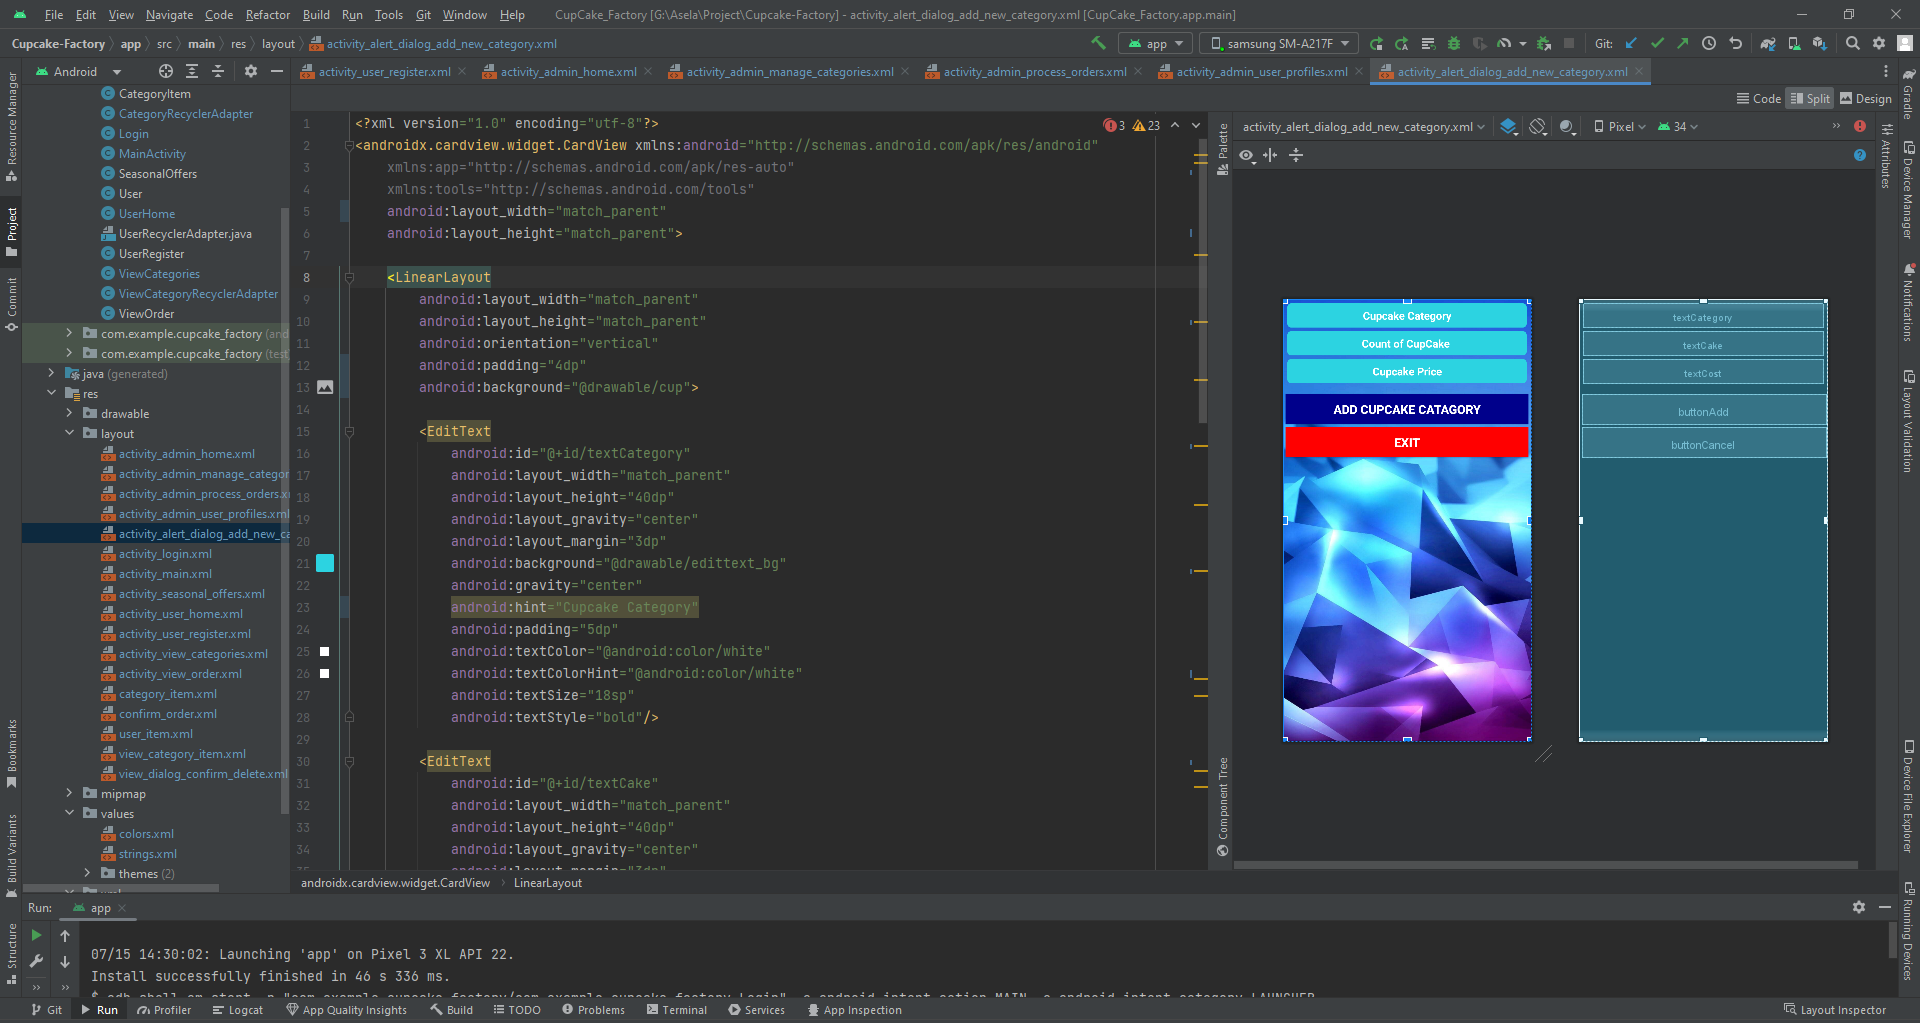 File Edit View Navigate Code Refactor Build Run Tools Git Window Help CupCake_Factory [G:\Asela\Project\Cupcake-Factory] - activity_alert_dialog_add_new_category.xml [CupCake_Factory.app.main]
Cupcake-Factory app src main res layout activity_alert_dialog_add_new_category.xml app samsung SM-A217F Git:
Android activity_user_register.xml activity_admin_home.xml activity_admin_manage_categories.xml activity_admin_process_orders.xml activity_admin_user_profiles.xml activity_alert_dialog_add_new_category.xml
Code Split Design
Resource Manager
Project
Commit
Bookmarks
Build Variants
Structure
CategoryItem
CategoryRecyclerAdapter
Login
MainActivity
SeasonalOffers
User
UserHome
UserRecyclerAdapter.java
UserRegister
ViewCategories
ViewCategoryRecyclerAdapter
ViewOrder
com.example.cupcake_factory (and
com.example.cupcake_factory (test
java (generated)
res
drawable
layout
activity_admin_home.xml
activity_admin_manage_categor
activity_admin_process_orders.x
activity_admin_user_profiles.xml
activity_alert_dialog_add_new_ca
activity_login.xml
activity_main.xml
activity_seasonal_offers.xml
activity_user_home.xml
activity_user_register.xml
activity_view_categories.xml
activity_view_order.xml
category_item.xml
confirm_order.xml
user_item.xml
view_category_item.xml
view_dialog_confirm_delete.xml
mipmap
values
colors.xml
strings.xml
themes (2)
1 <?xml version="1.0" encoding="utf-8"?>
2 <androidx.cardview.widget.CardView xmlns:android="http://schemas.android.com/apk/res/android"
3 xmlns:app="http://schemas.android.com/apk/res-auto"
4 xmlns:tools="http://schemas.android.com/tools"
5 android:layout_width="match_parent"
6 android:layout_height="match_parent">
7
8 <LinearLayout
9 android:layout_width="match_parent"
10 android:layout_height="match_parent"
11 android:orientation="vertical"
12 android:padding="4dp"
13 android:background="@drawable/cup">
14
15 <EditText
16 android:id="@+id/textCategory"
17 android:layout_width="match_parent"
18 android:layout_height="40dp"
19 android:layout_gravity="center"
20 android:layout_margin="3dp"
21 android:background="@drawable/edittext_bg"
22 android:gravity="center"
23 android:hint="Cupcake Category"
24 android:padding="5dp"
25 android:textColor="@android:color/white"
26 android:textColorHint="@android:color/white"
27 android:textSize="18sp"
28 android:textStyle="bold"/>
29
30 <EditText
31 android:id="@+id/textCake"
32 android:layout_width="match_parent"
33 android:layout_height="40dp"
34 android:layout_gravity="center"
3 23
androidx.cardview.widget.CardView LinearLayout
Palette
Component Tree
activity_alert_dialog_add_new_category.xml Pixel 34
Cupcake Category
Count of CupCake
Cupcake Price
ADD CUPCAKE CATAGORY
EXIT
textCategory
textCake
textCost
buttonAdd
buttonCancel
Attributes
Gradle
Device Manager
Notifications
Layout Validation
Device File Explorer
Running Devices
Run: app
07/15 14:30:02: Launching 'app' on Pixel 3 XL API 22.
Install successfully finished in 46 s 336 ms.
Git Run Profiler Logcat App Quality Insights Build TODO Problems Terminal Services App Inspection Layout Inspector